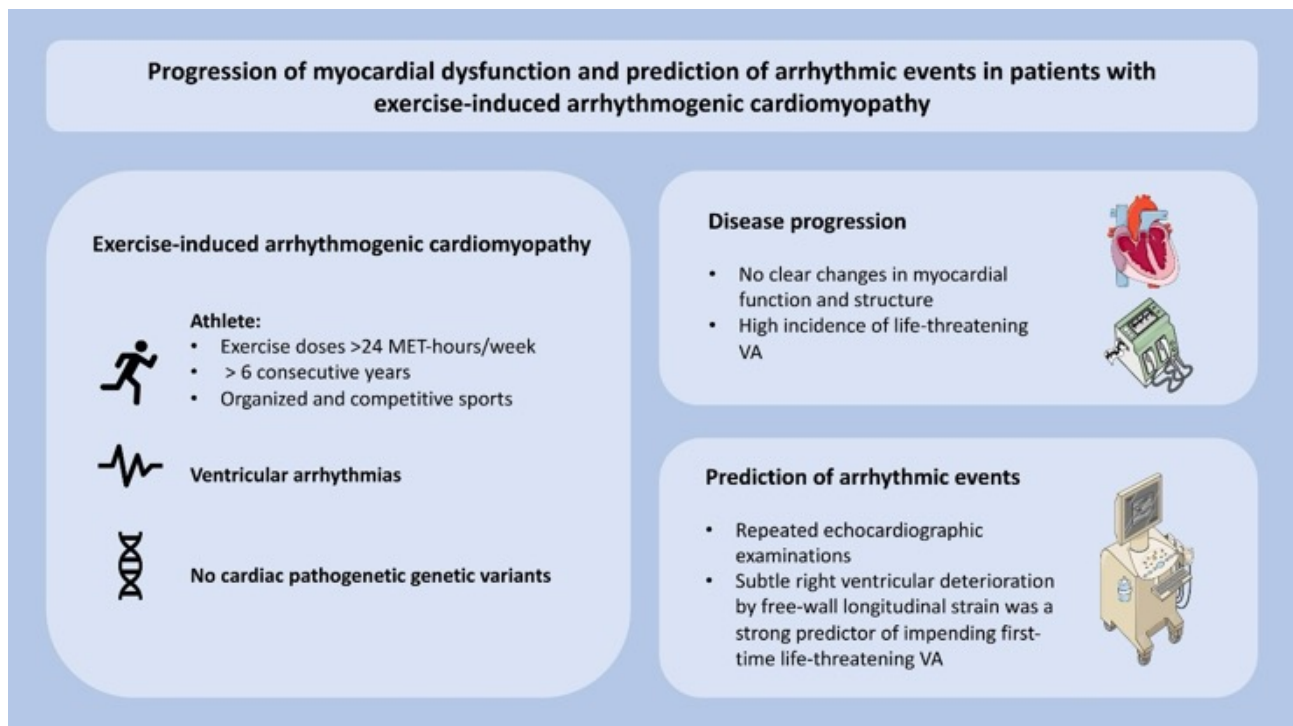 Progression of myocardial dysfunction and prediction of arrhythmic events in patients with
exercise-induced arrhythmogenic cardiomyopathy
Exercise-induced arrhythmogenic cardiomyopathy
Athlete:
• Exercise doses >24 MET-hours/week
• > 6 consecutive years
• Organized and competitive sports
Ventricular arrhythmias
No cardiac pathogenetic genetic variants
Disease progression
• No clear changes in myocardial
function and structure
• High incidence of life-threatening
VA
Prediction of arrhythmic events
• Repeated echocardiographic
examinations
• Subtle right ventricular deterioration
by free-wall longitudinal strain was a
strong predictor of impending first-
time life-threatening VA